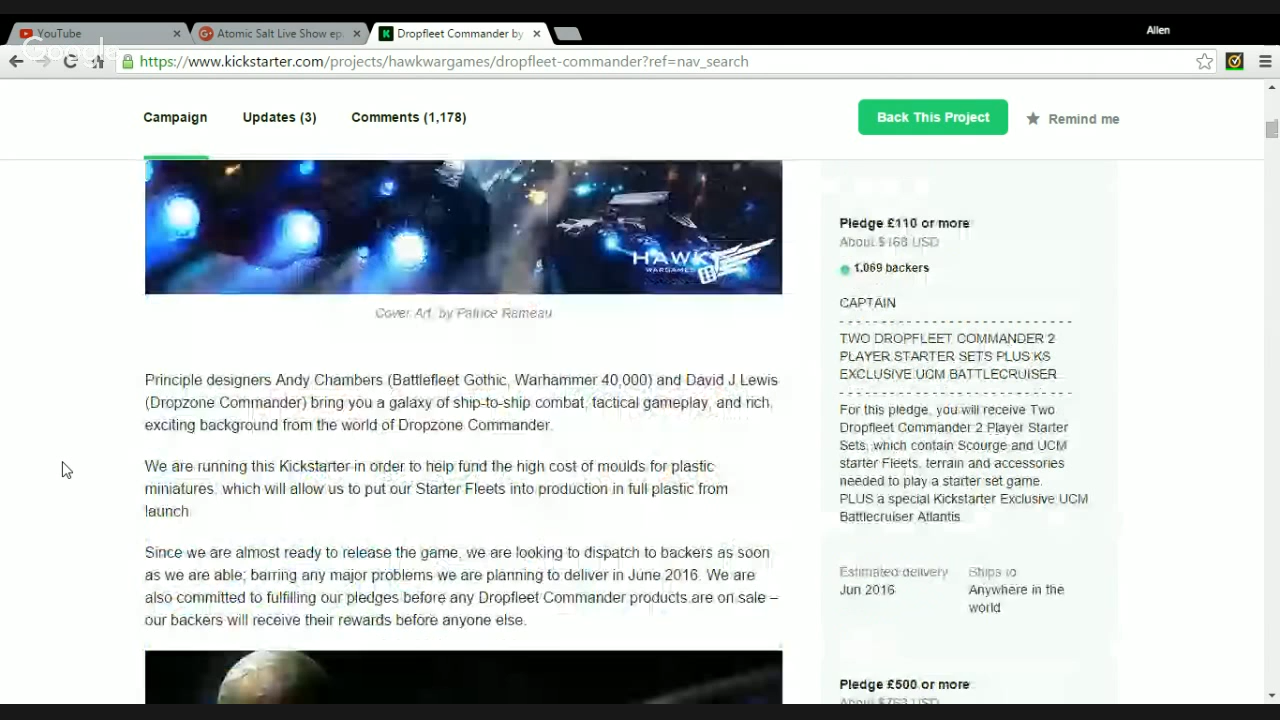 YouTube
Atomic Salt Live Show ep.
Dropfleet Commander by
Allen
Google
https://www.kickstarter.com/projects/hawkwargames/dropfleet-commander?ref=nav_search
Campaign
Updates (3)
Comments (1,178)
Back This Project
Remind me
HAWK
WARGAMES
Cover Art, by Patrice Rameau
Principle designers Andy Chambers (Battlefleet Gothic, Warhammer 40,000) and David J Lewis
(Dropzone Commander) bring you a galaxy of ship-to-ship combat, tactical gameplay, and rich,
exciting background from the world of Dropzone Commander.
We are running this Kickstarter in order to help fund the high cost of moulds for plastic
miniatures, which will allow us to put our Starter Fleets into production in full plastic from
launch.
Since we are almost ready to release the game, we are looking to dispatch to backers as soon
as we are able; barring any major problems we are planning to deliver in June 2016. We are
also committed to fulfilling our pledges before any Dropfleet Commander products are on sale –
our backers will receive their rewards before anyone else.
Pledge £110 or more
About $168 USD
1,069 backers
CAPTAIN
TWO DROPFLEET COMMANDER 2
PLAYER STARTER SETS PLUS KS
EXCLUSIVE UCM BATTLECRUISER
For this pledge, you will receive Two
Dropfleet Commander 2 Player Starter
Sets, which contain Scourge and UCM
starter Fleets, terrain and accessories
needed to play a starter set game.
PLUS a special Kickstarter Exclusive UCM
Battlecruiser Atlantis.
Estimated delivery
Jun 2016
Ships to
Anywhere in the
world
Pledge £500 or more
About $763 USD